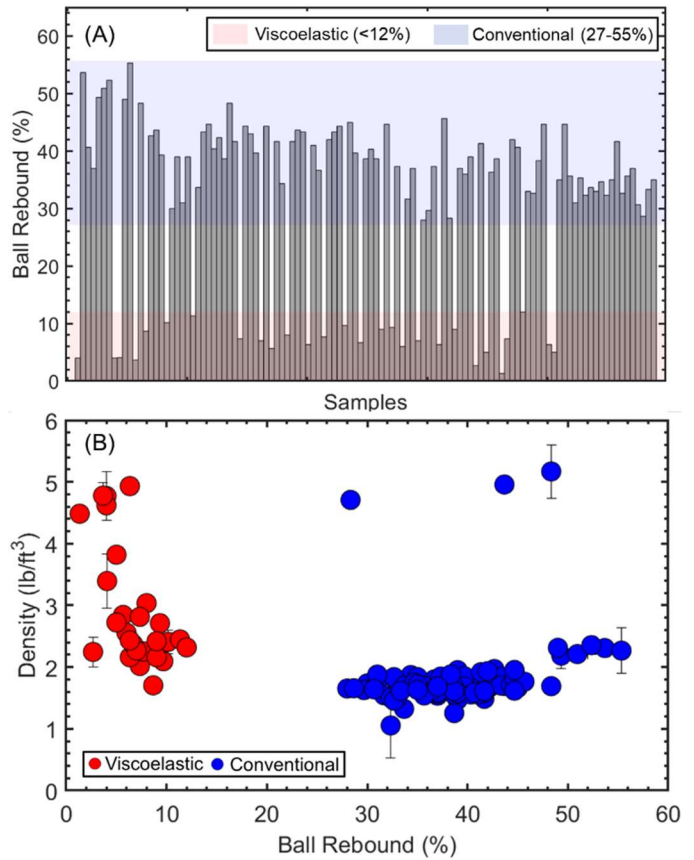 (A)
Viscoelastic (<12%)
Conventional (27-55%)
Ball Rebound (%)
60
50
40
30
20
10
0
Samples
(B)
Density (lb/ft³)
6
5
4
3
2
1
0
Viscoelastic
Conventional
0 10 20 30 40 50 60
Ball Rebound (%)